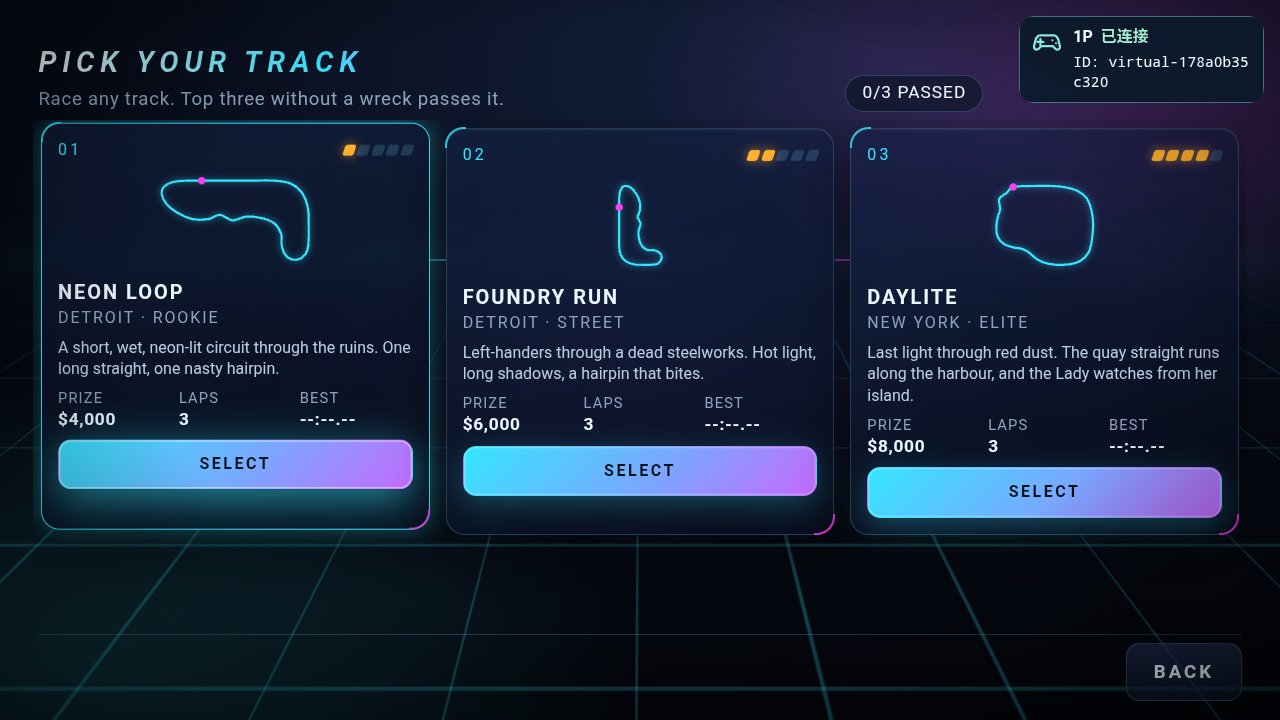 PICK YOUR TRACK
Race any track. Top three without a wreck passes it.
0/3 PASSED
1P 已连接
ID: virtual-178a0b35
c320
01
NEON LOOP
DETROIT · ROOKIE
A short, wet, neon-lit circuit through the ruins. One
long straight, one nasty hairpin.
PRIZE LAPS BEST
$4,000 3 --:--.--
SELECT
02
FOUNDRY RUN
DETROIT · STREET
Left-handers through a dead steelworks. Hot light,
long shadows, a hairpin that bites.
PRIZE LAPS BEST
$6,000 3 --:--.--
SELECT
03
DAYLITE
NEW YORK · ELITE
Last light through red dust. The quay straight runs
along the harbour, and the Lady watches from her
island.
PRIZE LAPS BEST
$8,000 3 --:--.--
SELECT
BACK